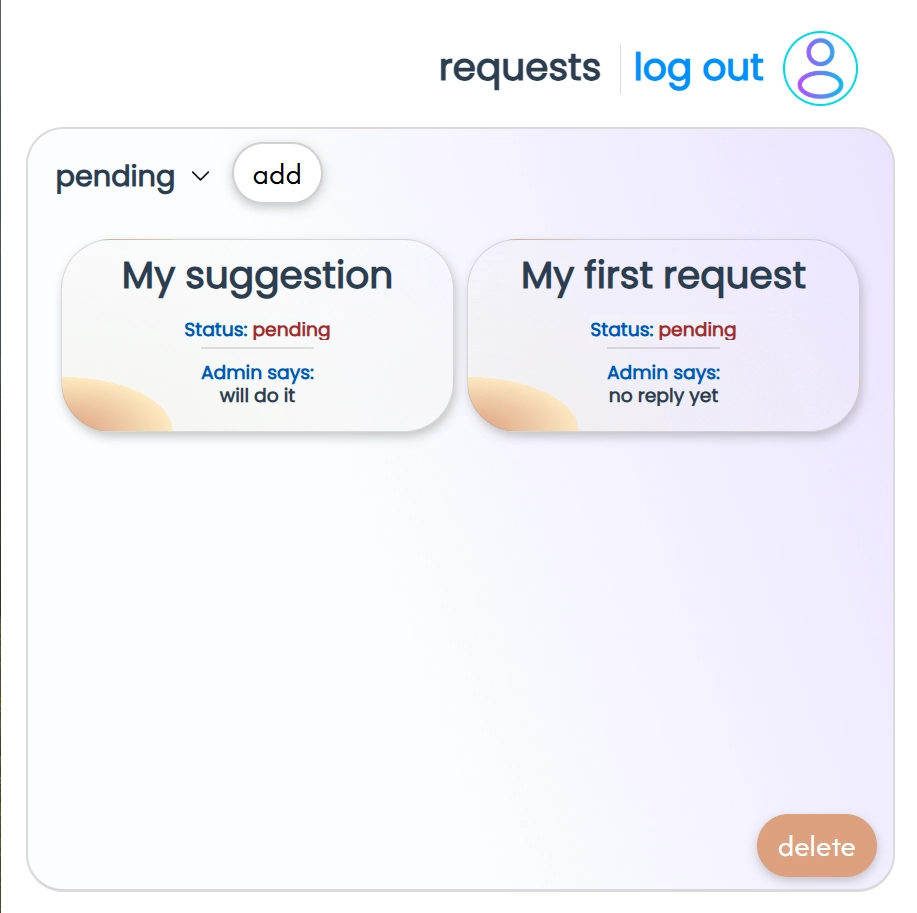 requests log out
pending add
My suggestion
Status: pending
Admin says:
will do it
My first request
Status: pending
Admin says:
no reply yet
delete